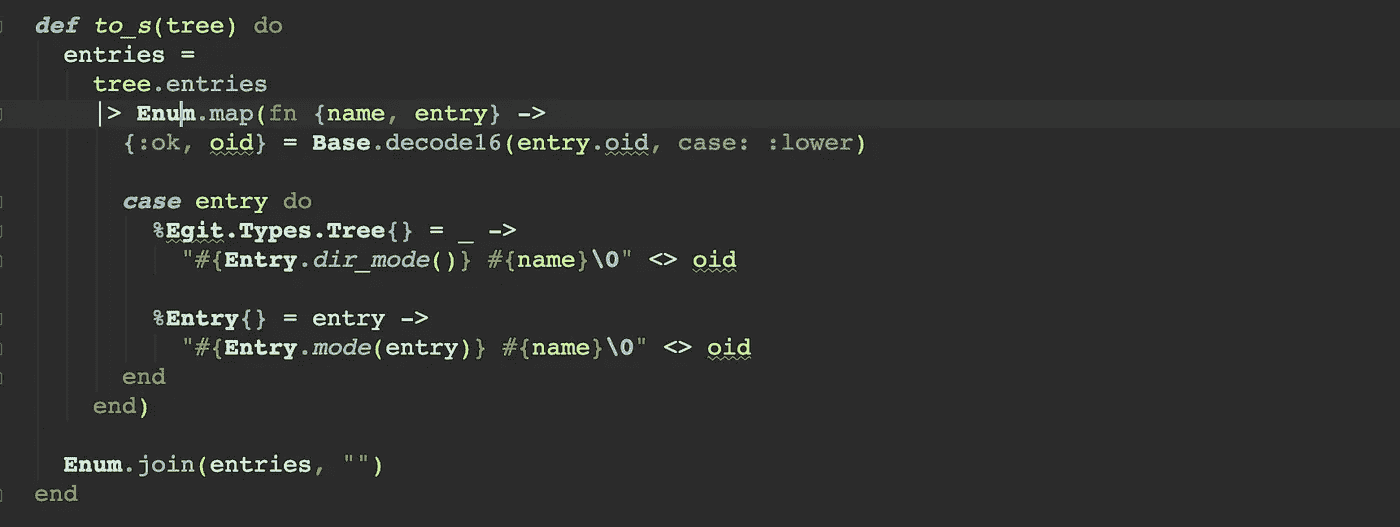 def to_s(tree) do
entries =
tree.entries
|> Enum.map(fn {name, entry} ->
{:ok, oid} = Base.decode16(entry.oid, case: :lower)
case entry do
%Egit.Types.Tree{} = _ ->
"#{Entry.dir_mode()} #{name}\0" <> oid
%Entry{} = entry ->
"#{Entry.mode(entry)} #{name}\0" <> oid
end
end)
Enum.join(entries, "")
end